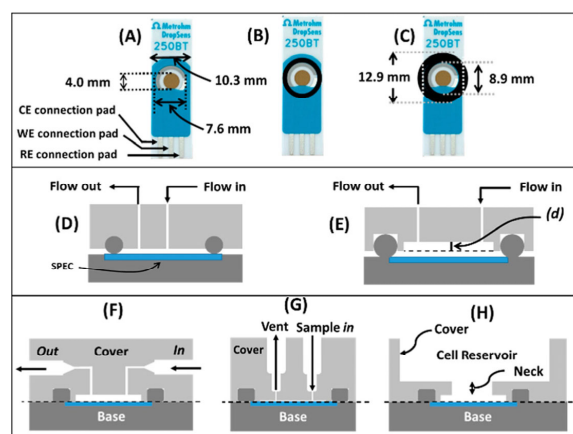 (A)
(B)
(C)
Metrohm
DropSens
250BT
Metrohm
DropSens
250BT
Metrohm
DropSens
250BT
4.0 mm
10.3 mm
12.9 mm
8.9 mm
7.6 mm
CE connection pad
WE connection pad
RE connection pad
Flow out
Flow in
Flow out
Flow in
(D)
(E)
(d)
SPEC
(F)
(G)
(H)
Out
Cover
In
Vent
Sample in
Cover
Cover
Cell Reservoir
Neck
Base
Base
Base